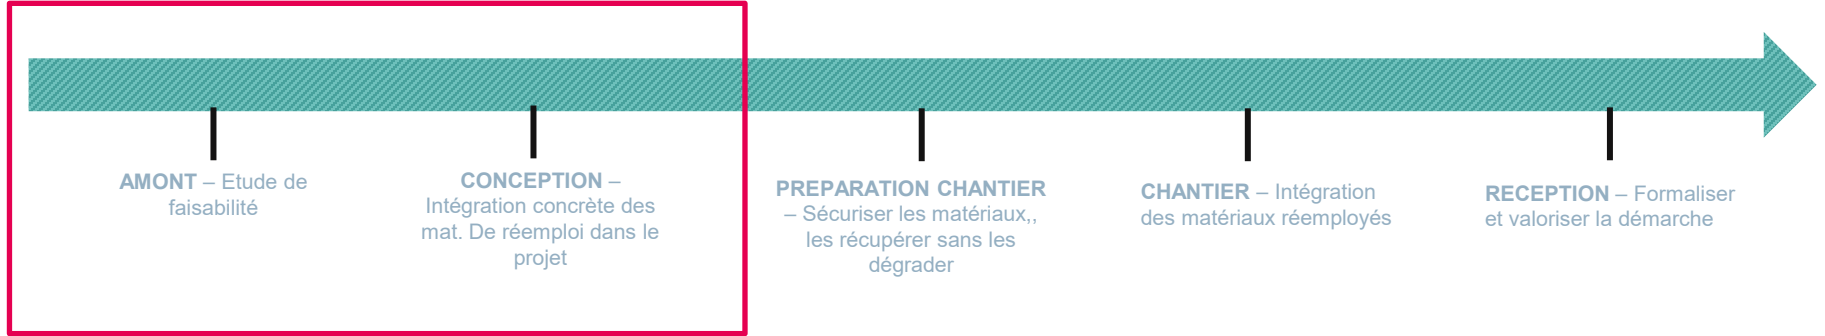 AMONT – Etude de
faisabilité
CONCEPTION –
Intégration concrète des
mat. De réemploi dans le
projet
PREPARATION CHANTIER
– Sécuriser les matériaux,,
les récupérer sans les
dégrader
CHANTIER – Intégration
des matériaux réemployés
RECEPTION – Formaliser
et valoriser la démarche